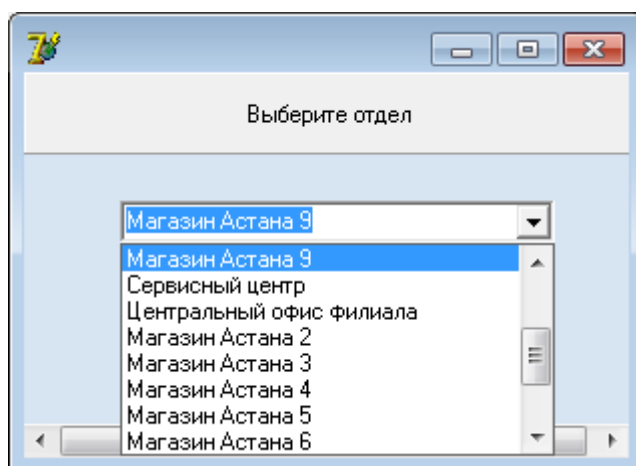 Выберите отдел
Магазин Астана 9
Магазин Астана 9
Сервисный центр
Центральный офис филиала
Магазин Астана 2
Магазин Астана 3
Магазин Астана 4
Магазин Астана 5
Магазин Астана 6